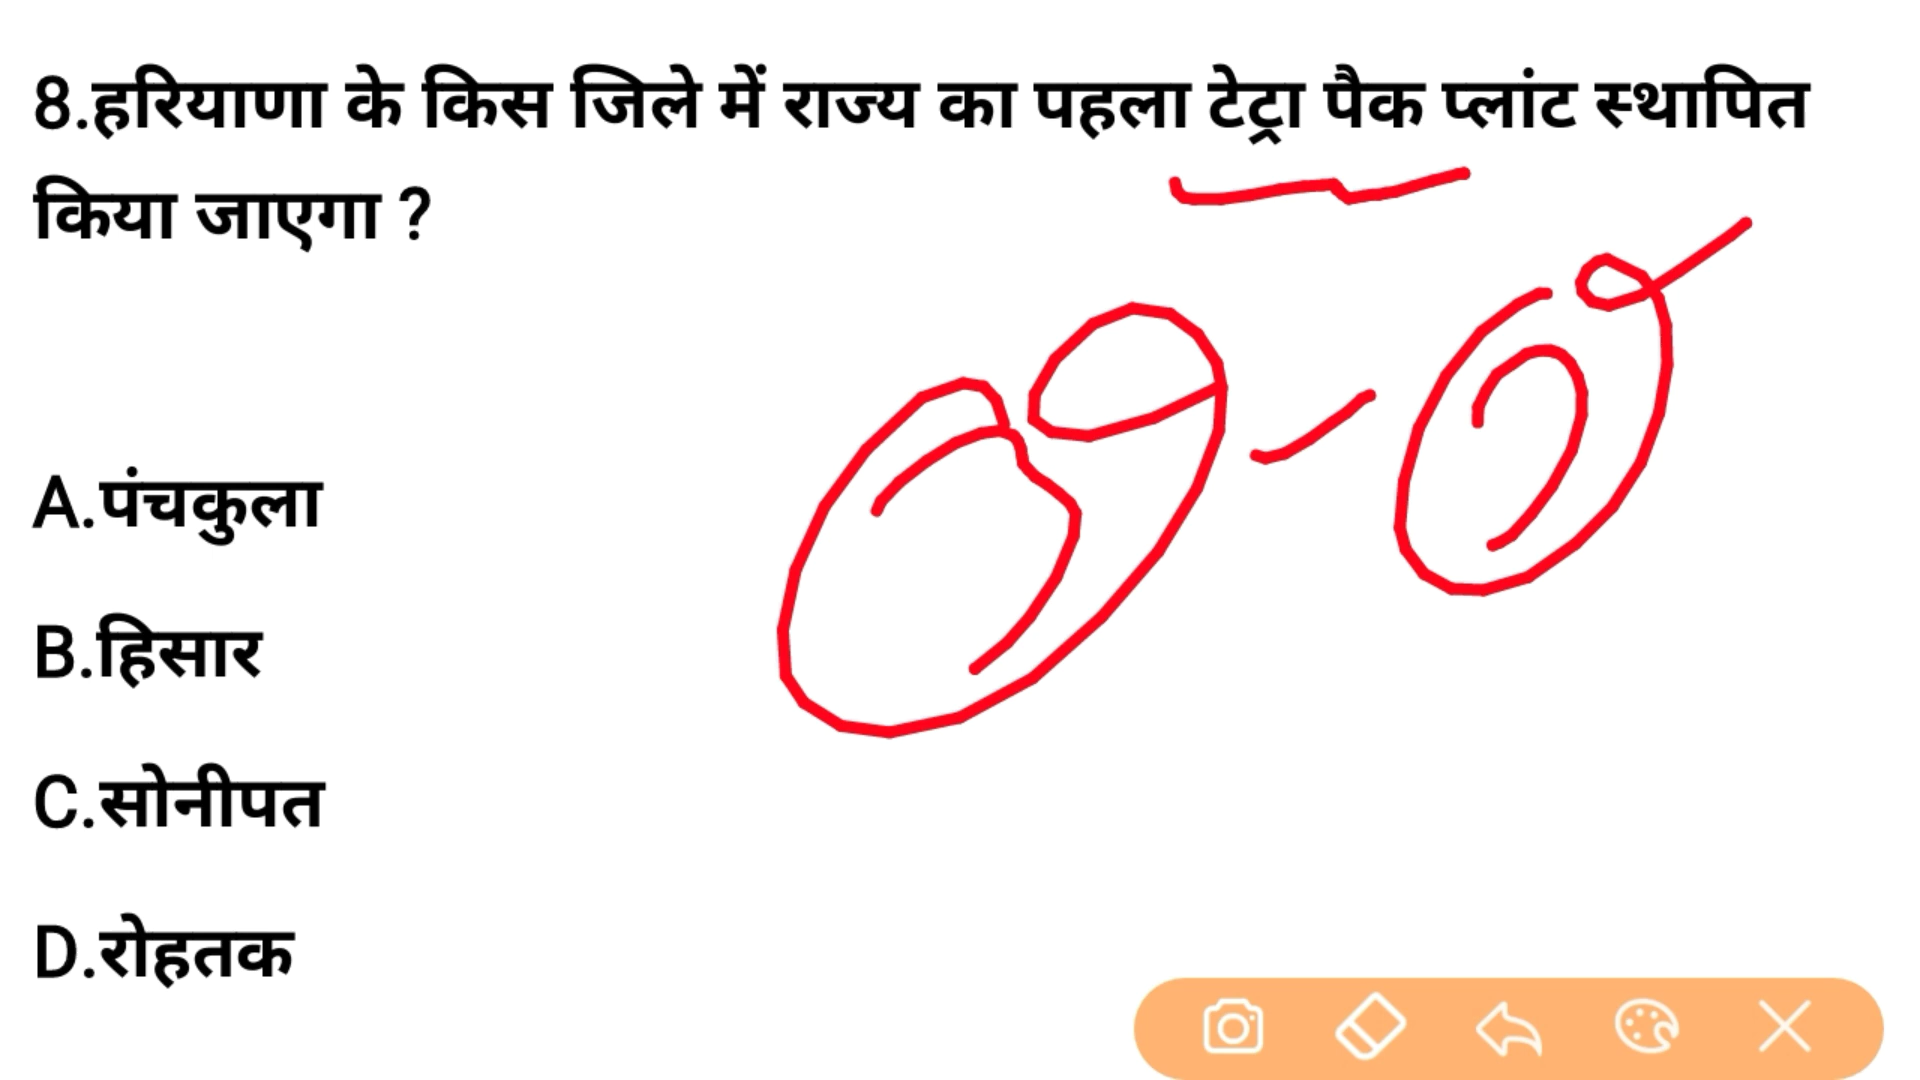 8.हरियाणा के किस जिले में राज्य का पहला टेट्रा पैक प्लांट स्थापित
किया जाएगा ?
A.पंचकुला
B.हिसार
C.सोनीपत
D.रोहतक